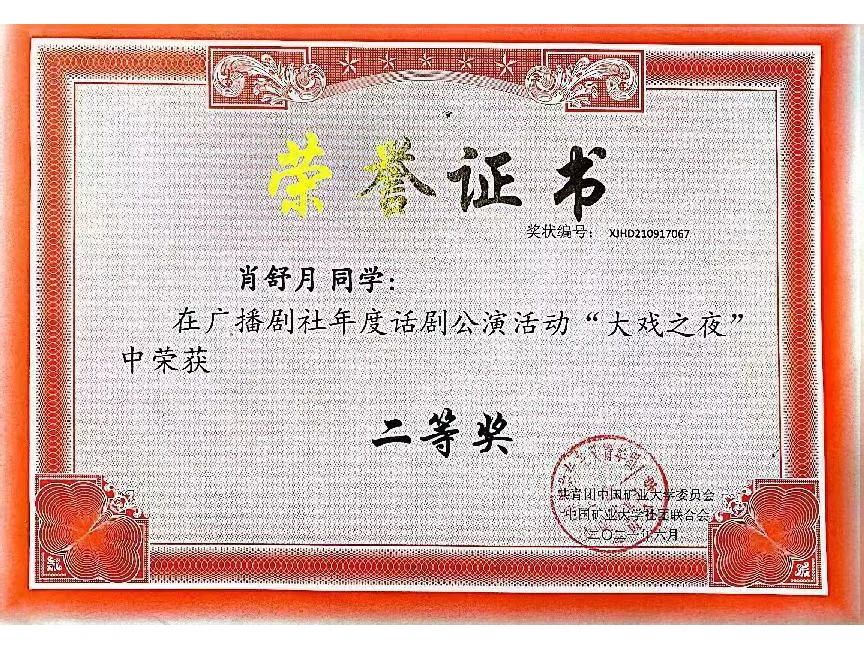 荣誉证书
奖状编号： XJHD210917067
肖舒月 同学：
在广播剧社年度话剧公演活动“大戏之夜”
中荣获
二等奖
共青团中国矿业大学委员会
中国矿业大学社团联合会
六月